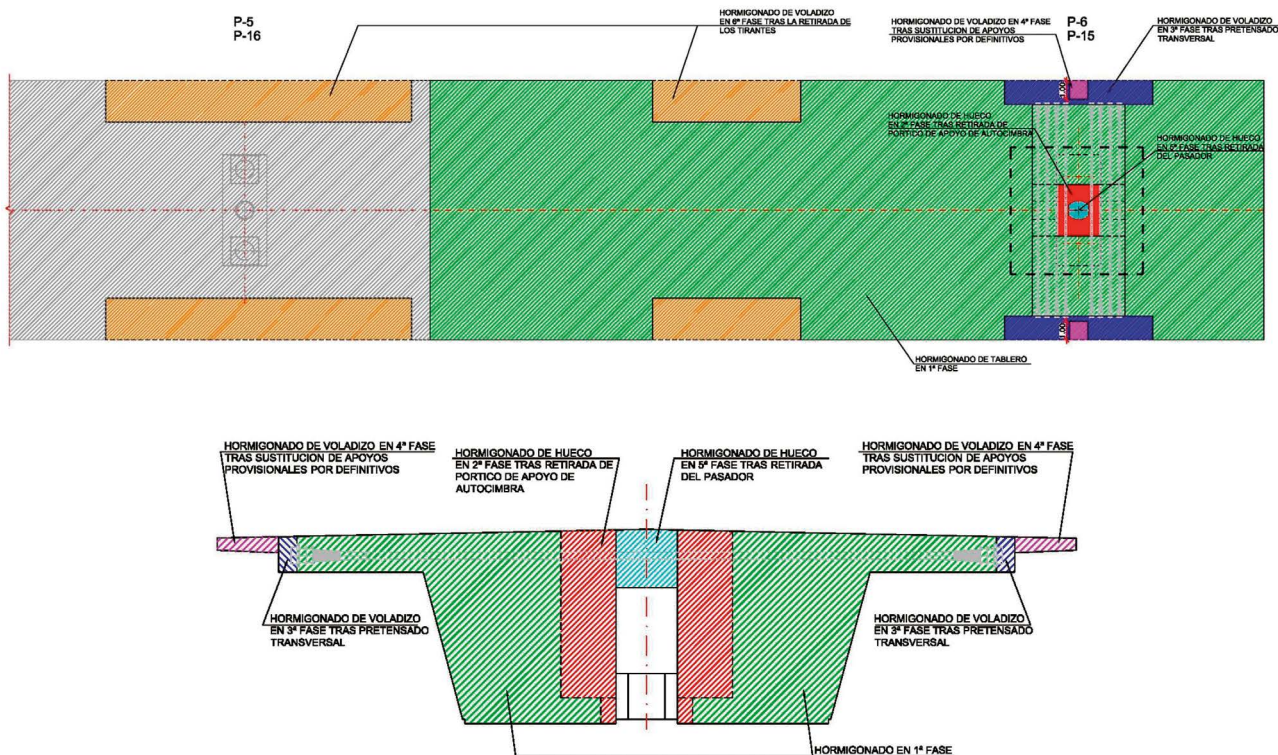 P-5
P-16
HORMIGONADO DE VOLADIZO
EN 6ª FASE TRAS LA RETIRADA DE
LOS TIRANTES
HORMIGONADO DE VOLADIZO EN 4ª FASE
TRAS SUSTITUCION DE APOYOS
PROVISIONALES POR DEFINITIVOS
P-6
P-15
HORMIGONADO DE VOLADIZO
EN 3ª FASE TRAS PRETENSADO
TRANSVERSAL
HORMIGONADO DE HUECO
EN 2ª FASE TRAS RETIRADA DE
PORTICO DE APOYO DE AUTOCIMBRA
HORMIGONADO DE HUECO
EN 5ª FASE TRAS RETIRADA
DEL PASADOR
1.00
1.00
HORMIGONADO DE TABLERO
EN 1ª FASE
HORMIGONADO DE VOLADIZO EN 4ª FASE
TRAS SUSTITUCION DE APOYOS
PROVISIONALES POR DEFINITIVOS
HORMIGONADO DE HUECO
EN 2ª FASE TRAS RETIRADA DE
PORTICO DE APOYO DE
AUTOCIMBRA
HORMIGONADO DE HUECO
EN 5ª FASE TRAS RETIRADA
DEL PASADOR
HORMIGONADO DE VOLADIZO EN 4ª FASE
TRAS SUSTITUCION DE APOYOS
PROVISIONALES POR DEFINITIVOS
HORMIGONADO DE VOLADIZO
EN 3ª FASE TRAS PRETENSADO
TRANSVERSAL
HORMIGONADO DE VOLADIZO
EN 3ª FASE TRAS PRETENSADO
TRANSVERSAL
HORMIGONADO EN 1ª FASE